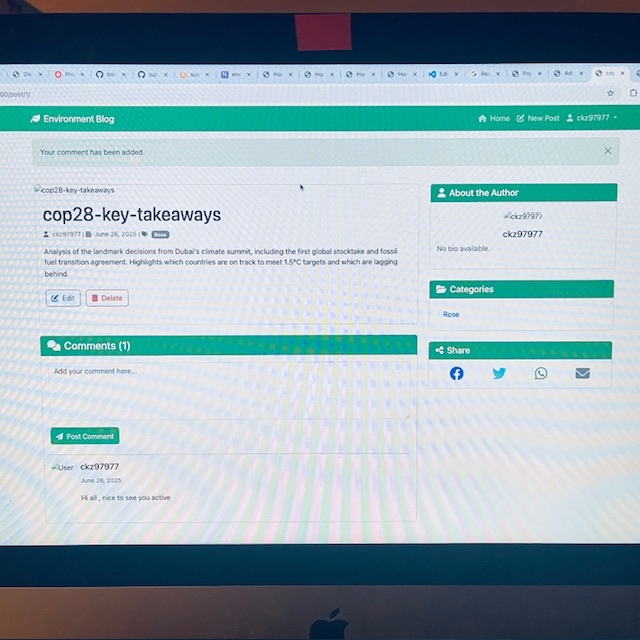 00/post/1/
Environment Blog
Home New Post ckz97977
Your comment has been added.
cop28-key-takeaways
cop28-key-takeaways
ckz97977 | June 26, 2025 | Rose
Analysis of the landmark decisions from Dubai's climate summit, including the first global stocktake and fossil
fuel transition agreement. Highlights which countries are on track to meet 1.5°C targets and which are lagging
behind.
Edit Delete
Comments (1)
Add your comment here...
Post Comment
User ckz97977
June 26, 2025
Hi all , nice to see you active
About the Author
ckz97977
ckz97977
No bio available.
Categories
Rose
Share